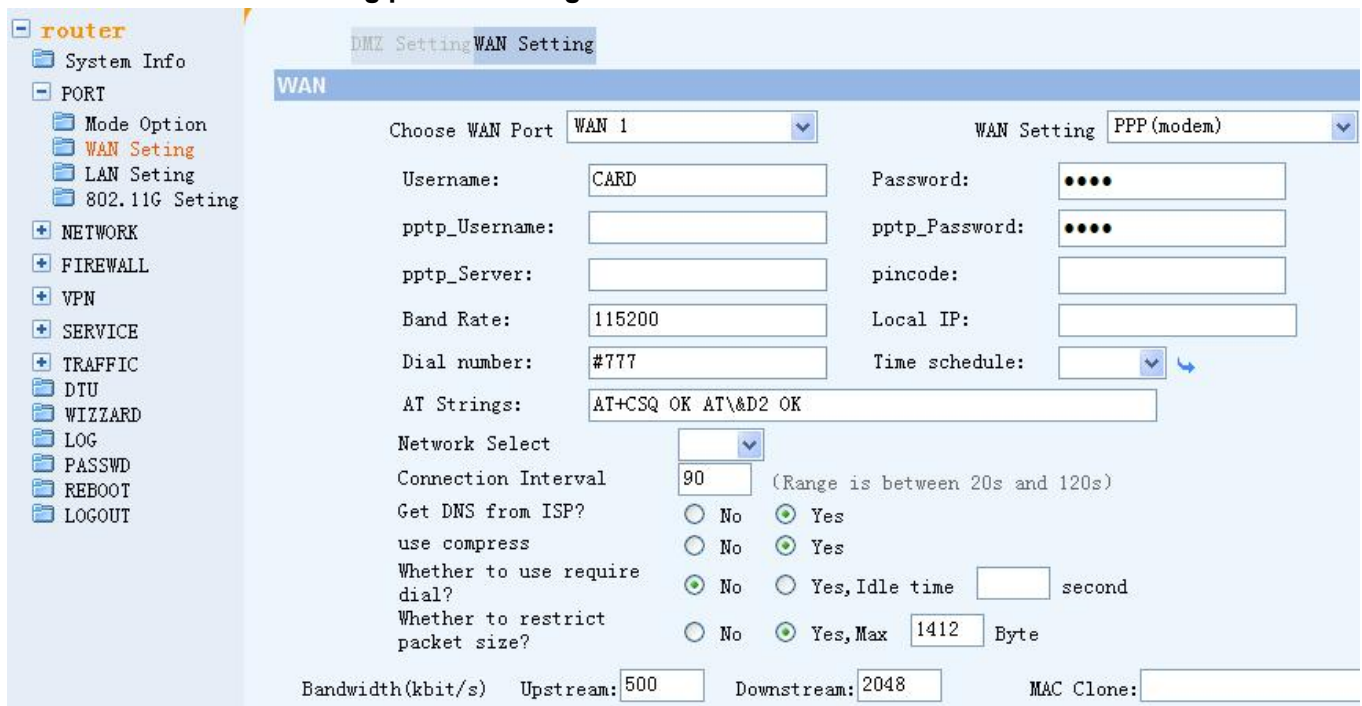 router
System Info
PORT
Mode Option
WAN Seting
LAN Seting
802.11G Seting
NETWORK
FIREWALL
VPN
SERVICE
TRAFFIC
DTU
WIZZARD
LOG
PASSWD
REBOOT
LOGOUT
DMZ Setting WAN Setting
WAN
Choose WAN Port WAN 1 WAN Setting PPP(modem)
Username: CARD Password: ●●●●
pptp_Username: pptp_Password: ●●●●
pptp_Server: pincode:
Band Rate: 115200 Local IP:
Dial number: #777 Time schedule:
AT Strings: AT+CSQ OK AT\&D2 OK
Network Select
Connection Interval 90 (Range is between 20s and 120s)
Get DNS from ISP? No Yes
use compress No Yes
Whether to use require
dial? No Yes,Idle time second
Whether to restrict
packet size? No Yes,Max 1412 Byte
Bandwidth(kbit/s) Upstream: 500 Downstream: 2048 MAC Clone: